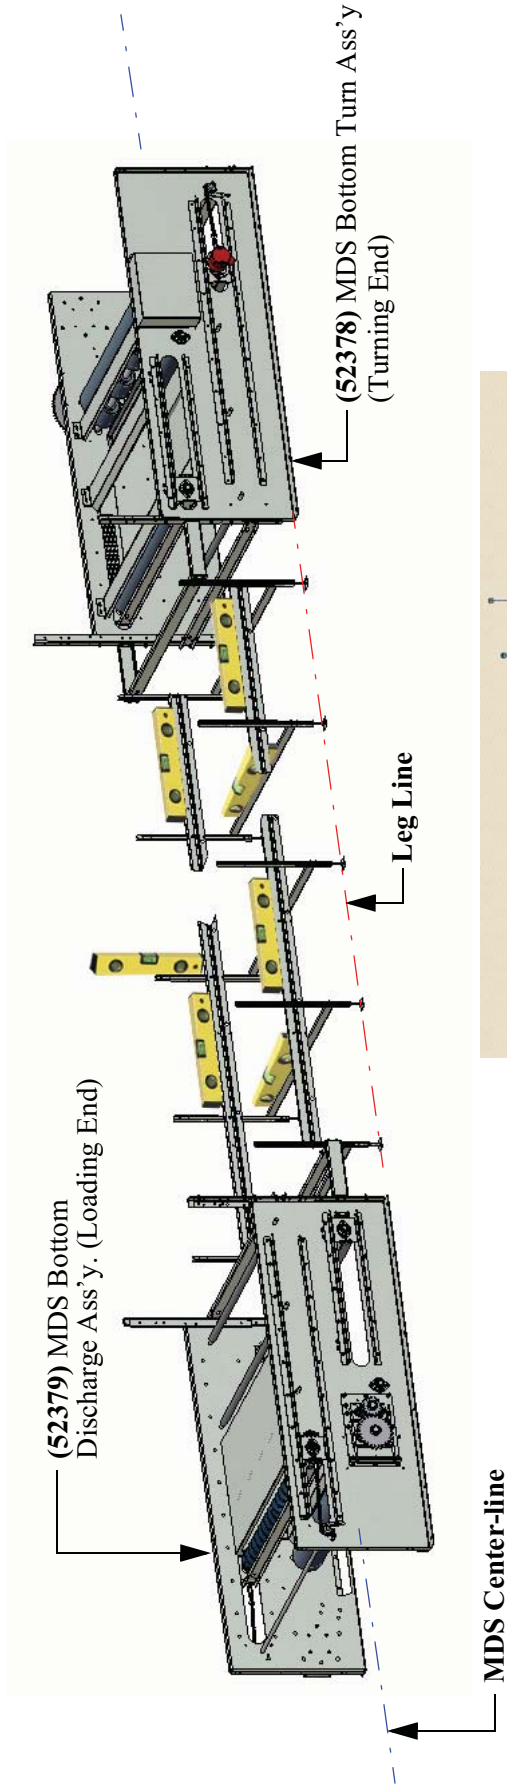 (52379) MDS Bottom
Discharge Ass'y. (Loading End)
(52378) MDS Bottom Turn Ass'y
(Turning End)
Leg Line
MDS Center-line